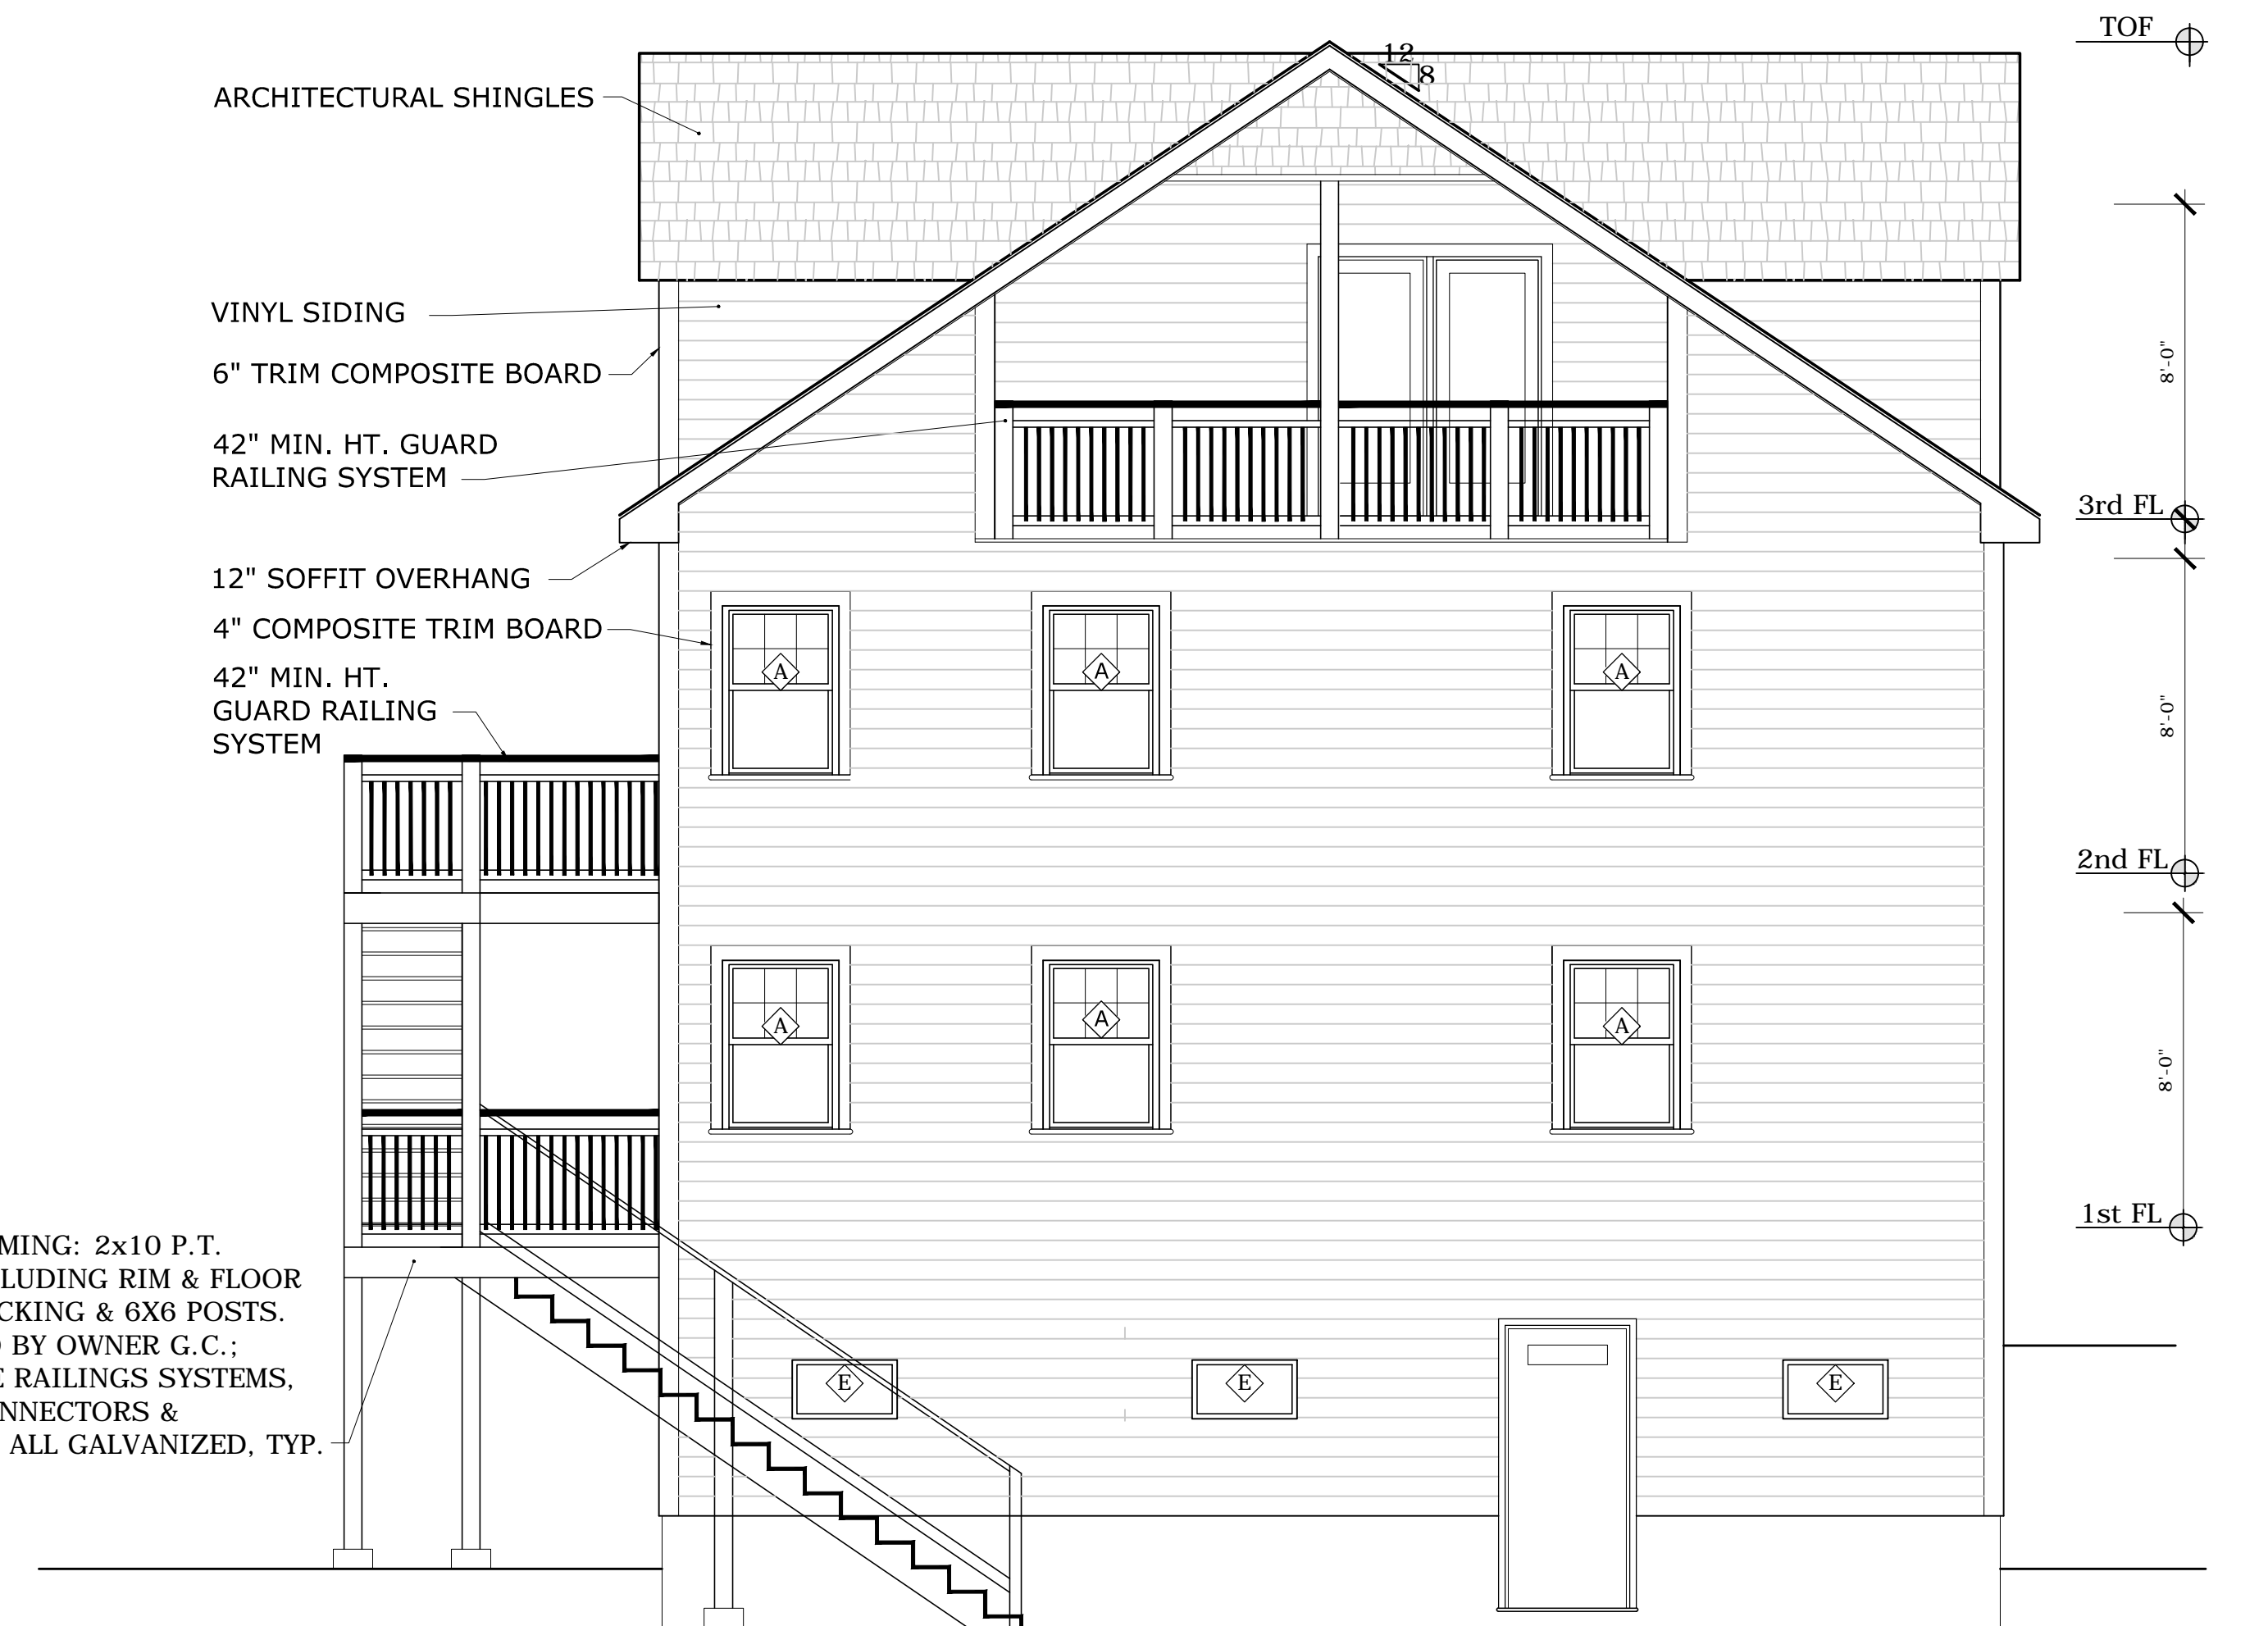 TOF
12
8
ARCHITECTURAL SHINGLES
VINYL SIDING
6" TRIM COMPOSITE BOARD
8'-0"
42" MIN. HT. GUARD
RAILING SYSTEM
3rd FL
12" SOFFIT OVERHANG
4" COMPOSITE TRIM BOARD
A
A
A
42" MIN. HT.
GUARD RAILING
SYSTEM
8'-0"
2nd FL
A
A
A
8'-0"
1st FL
MING: 2x10 P.T.
LUDING RIM & FLOOR
CKING & 6X6 POSTS.
BY OWNER G.C.;
E RAILINGS SYSTEMS,
NNECTORS &
ALL GALVANIZED, TYP.
E
E
E